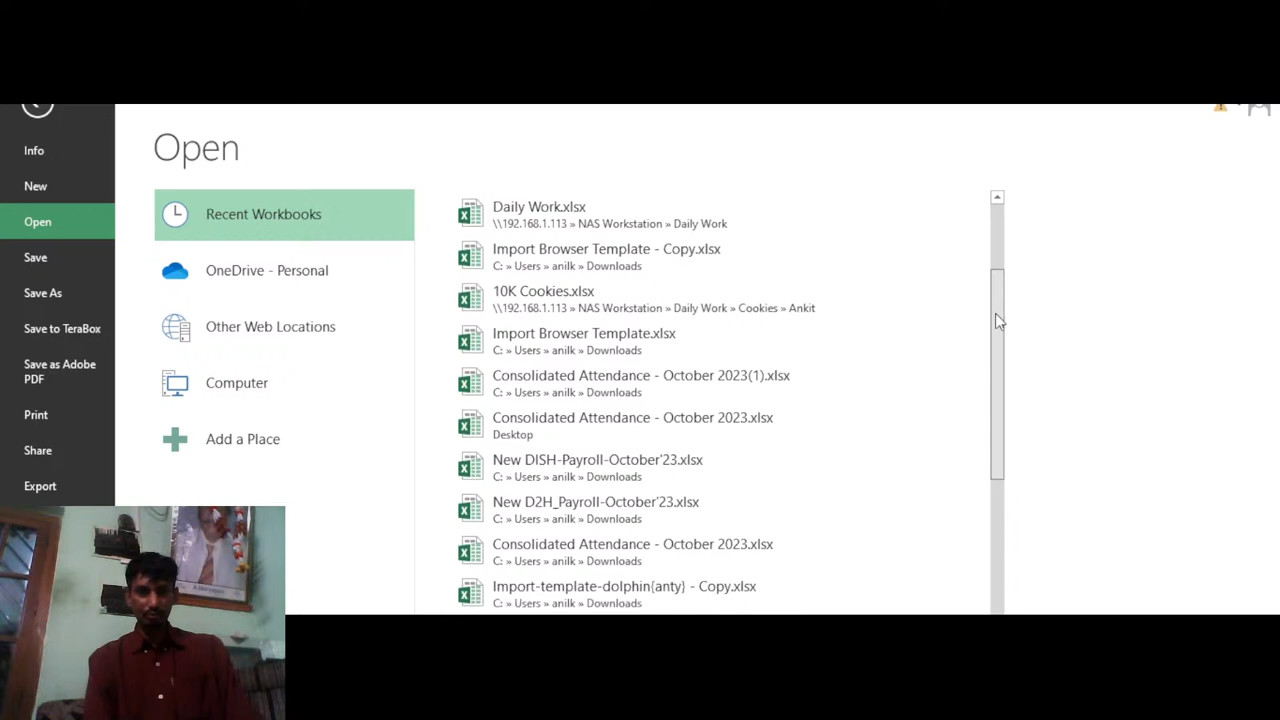 Open
Info
New
Open
Save
Save As
Save to TeraBox
Save as Adobe
PDF
Print
Share
Export
Recent Workbooks
OneDrive - Personal
Other Web Locations
Computer
Add a Place
Daily Work.xlsx
\\192.168.1.113 » NAS Workstation » Daily Work
Import Browser Template - Copy.xlsx
C: » Users » anilk » Downloads
10K Cookies.xlsx
\\192.168.1.113 » NAS Workstation » Daily Work » Cookies » Ankit
Import Browser Template.xlsx
C: » Users » anilk » Downloads
Consolidated Attendance - October 2023(1).xlsx
C: » Users » anilk » Downloads
Consolidated Attendance - October 2023.xlsx
Desktop
New DISH-Payroll-October'23.xlsx
C: » Users » anilk » Downloads
New D2H_Payroll-October'23.xlsx
C: » Users » anilk » Downloads
Consolidated Attendance - October 2023.xlsx
C: » Users » anilk » Downloads
Import-template-dolphin{anty} - Copy.xlsx
C: » Users » anilk » Downloads